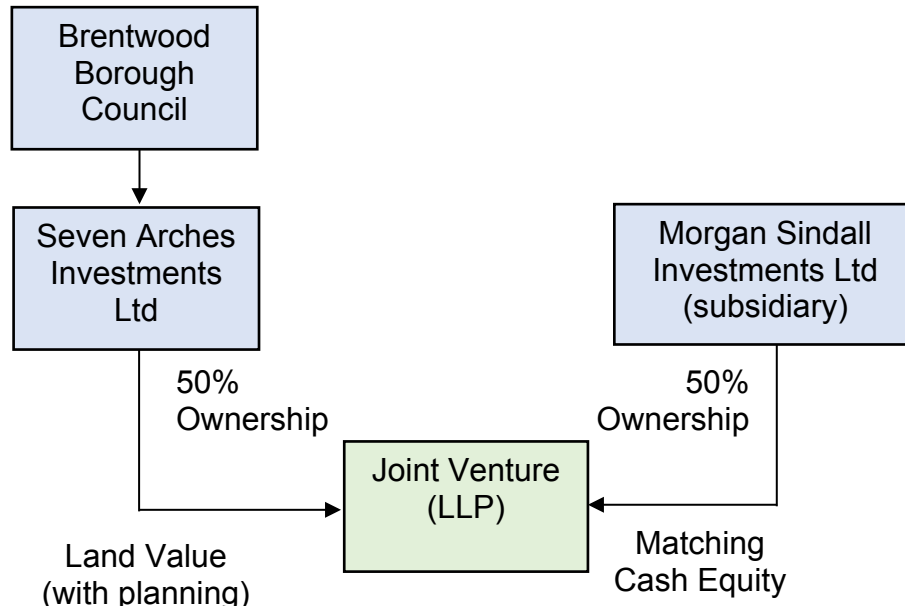 Brentwood
Borough
Council
Seven Arches
Investments
Ltd
Morgan Sindall
Investments Ltd
(subsidiary)
50%
Ownership
50%
Ownership
Joint Venture
(LLP)
Land Value
(with planning)
Matching
Cash Equity